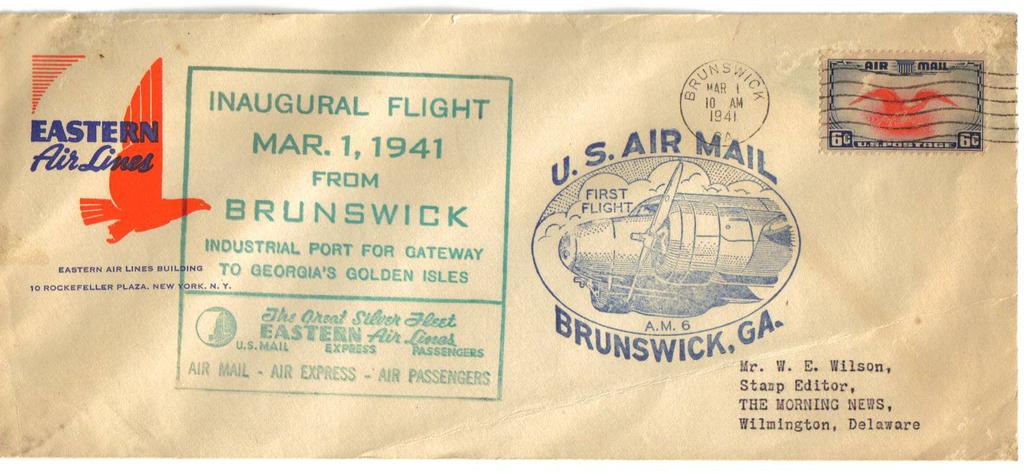 EASTERN
Air Lines
EASTERN AIR LINES BUILDING
10 ROCKEFELLER PLAZA, NEW YORK, N. Y.
INAUGURAL FLIGHT
MAR. 1, 1941
FROM
BRUNSWICK
INDUSTRIAL PORT FOR GATEWAY
TO GEORGIA'S GOLDEN ISLES
The Great Silver Fleet
EASTERN Air Lines
U.S. MAIL EXPRESS PASSENGERS
AIR MAIL - AIR EXPRESS - AIR PASSENGERS
BRUNSWICK
MAR 1
10 AM
1941
GA.
AIR MAIL
6¢ U.S. POSTAGE 6¢
U. S. AIR MAIL
FIRST
FLIGHT
A.M. 6
BRUNSWICK, GA.
Mr. W. E. Wilson,
Stamp Editor,
THE MORNING NEWS,
Wilmington, Delaware